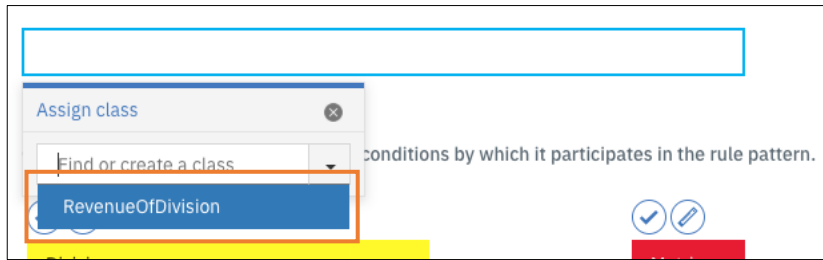 Assign class
Find or create a class
conditions by which it participates in the rule pattern.
RevenueOfDivision